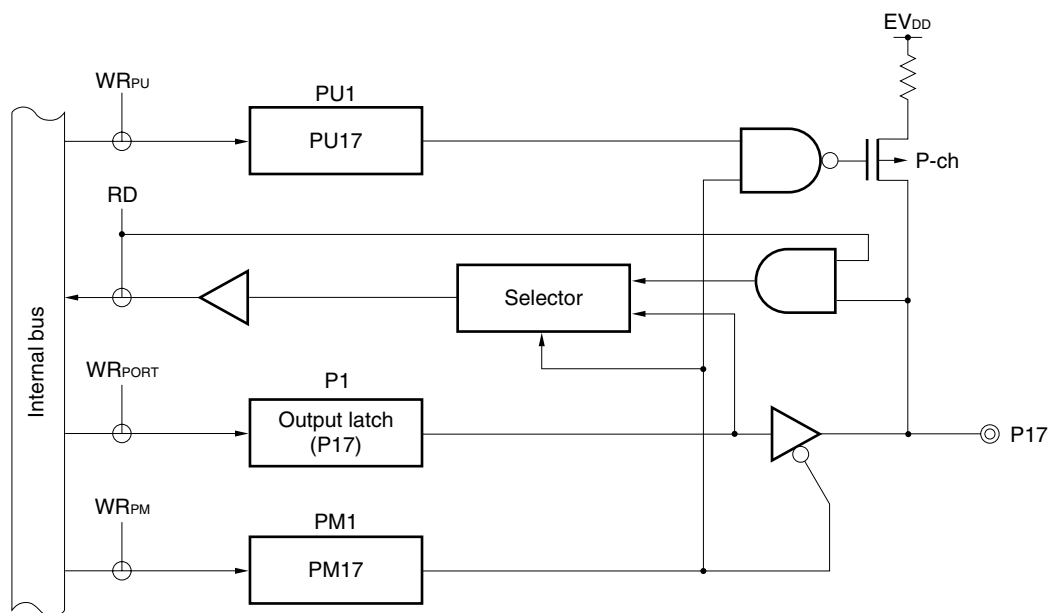 EVDD
WRPU
PU1
PU17
P-ch
RD
Selector
Internal bus
WRPORT
P1
Output latch
(P17)
P17
WRPM
PM1
PM17